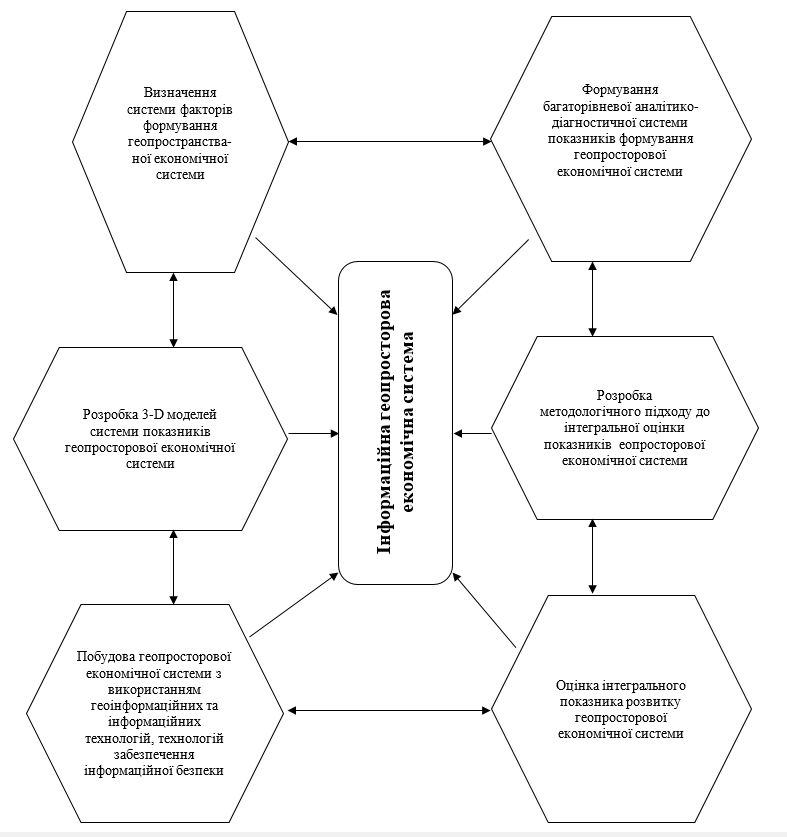 Визначення
системи факторів
формування
геопространства-
ної економічної
системи
Формування
багаторівневої аналітико-
діагностичної системи
показників формування
геопросторової
економічної системи
Інформаційна геопросторова
економічна система
Розробка 3-D моделей
системи показників
геопросторової економічної
системи
Розробка
методологічного підходу до
інтегральної оцінки
показників еопросторової
економічної системи
Побудова геопросторової
економічної системи з
використанням
геоінформаційних та
інформаційних
технологій, технологій
забезпечення
інформаційної безпеки
Оцінка інтегрального
показника розвитку
геопросторової
економічної системи